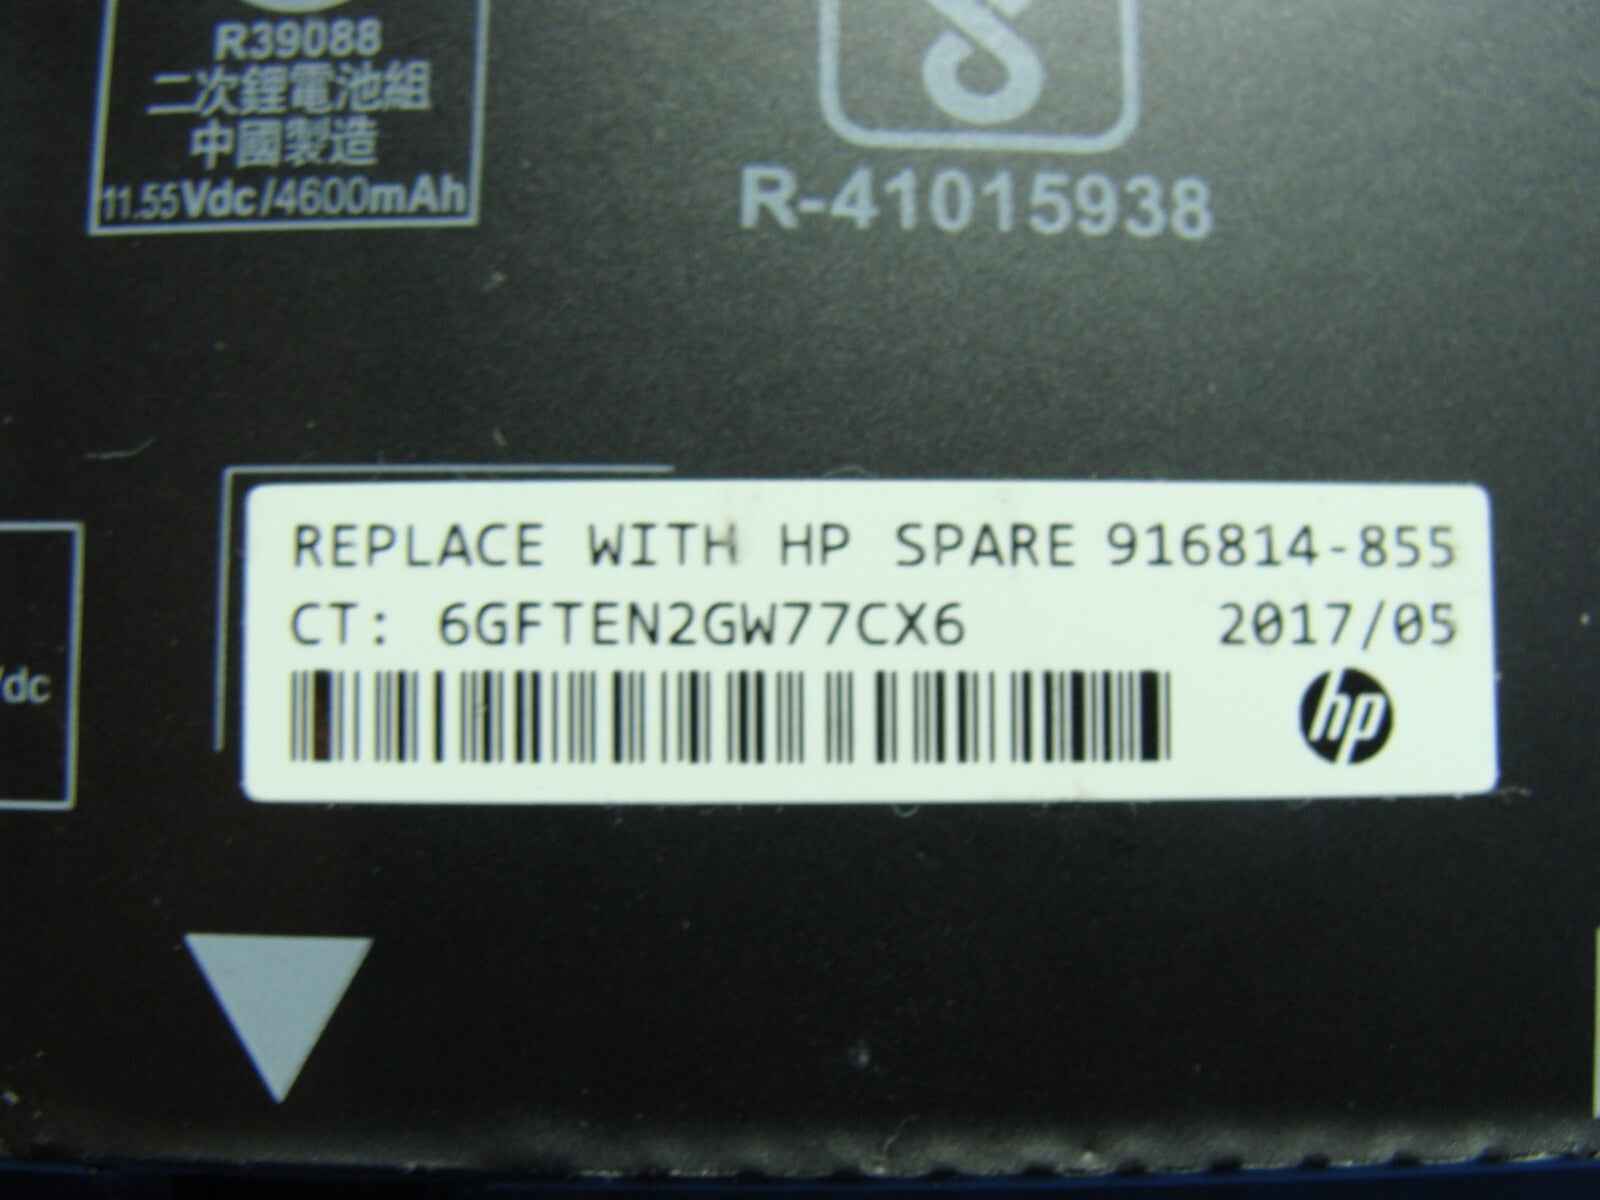 R39088
二次鋰電池組
中國製造
11.55Vdc/4600mAh
R-41015938
/dc
REPLACE WITH HP SPARE 916814-855
CT: 6GFTEN2GW77CX6 2017/05
hp